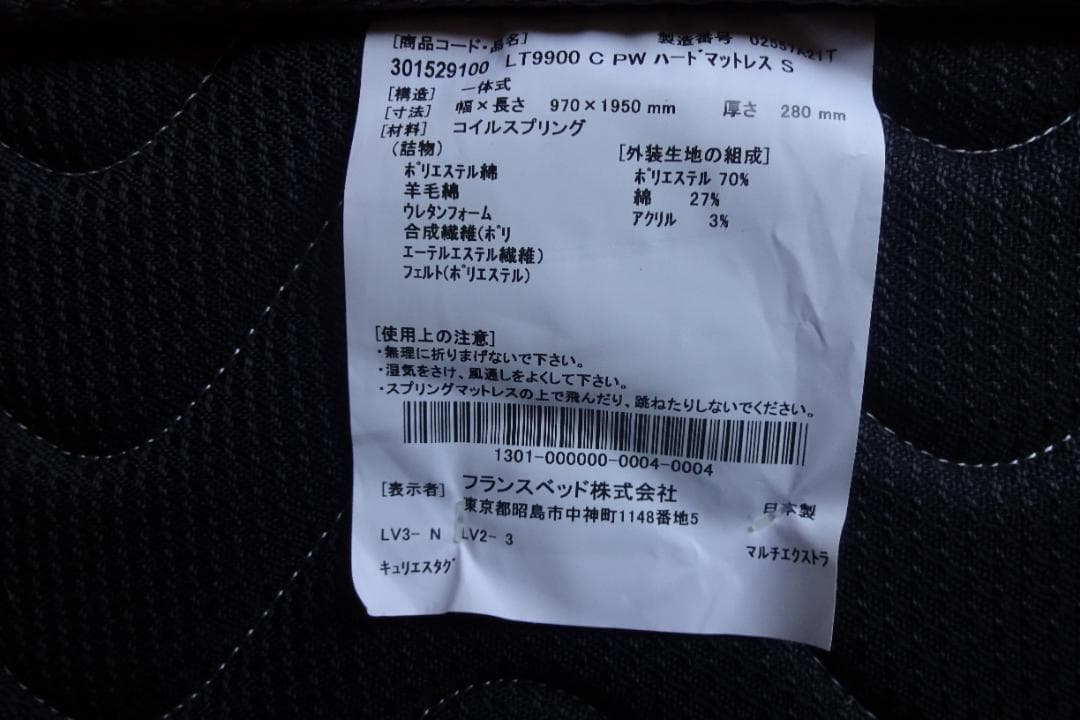 [商品コード・品名] 製造番号
301529100 LT9900 C PW ハードマットレス S
[構造] 一体式
[寸法] 幅×長さ 970×1950 mm 厚さ 280 mm
[材料] コイルスプリング
(詰物) [外装生地の組成]
ポリエステル綿 ポリエステル 70%
羊毛綿 綿 27%
ウレタンフォーム アクリル 3%
合成繊維(ポリ
エーテルエステル繊維)
フェルト(ポリエステル)
[使用上の注意]
・無理に折りまげないで下さい。
・湿気をさけ、風通しをよくして下さい。
・スプリングマットレスの上で飛んだり、跳ねたりしないでください。
1301-000000-0004-0004
[表示者] フランスベッド株式会社
東京都昭島市中神町1148番地5 日本製
LV3- N LV2- 3
キュリエスタグ マルチエクストラ